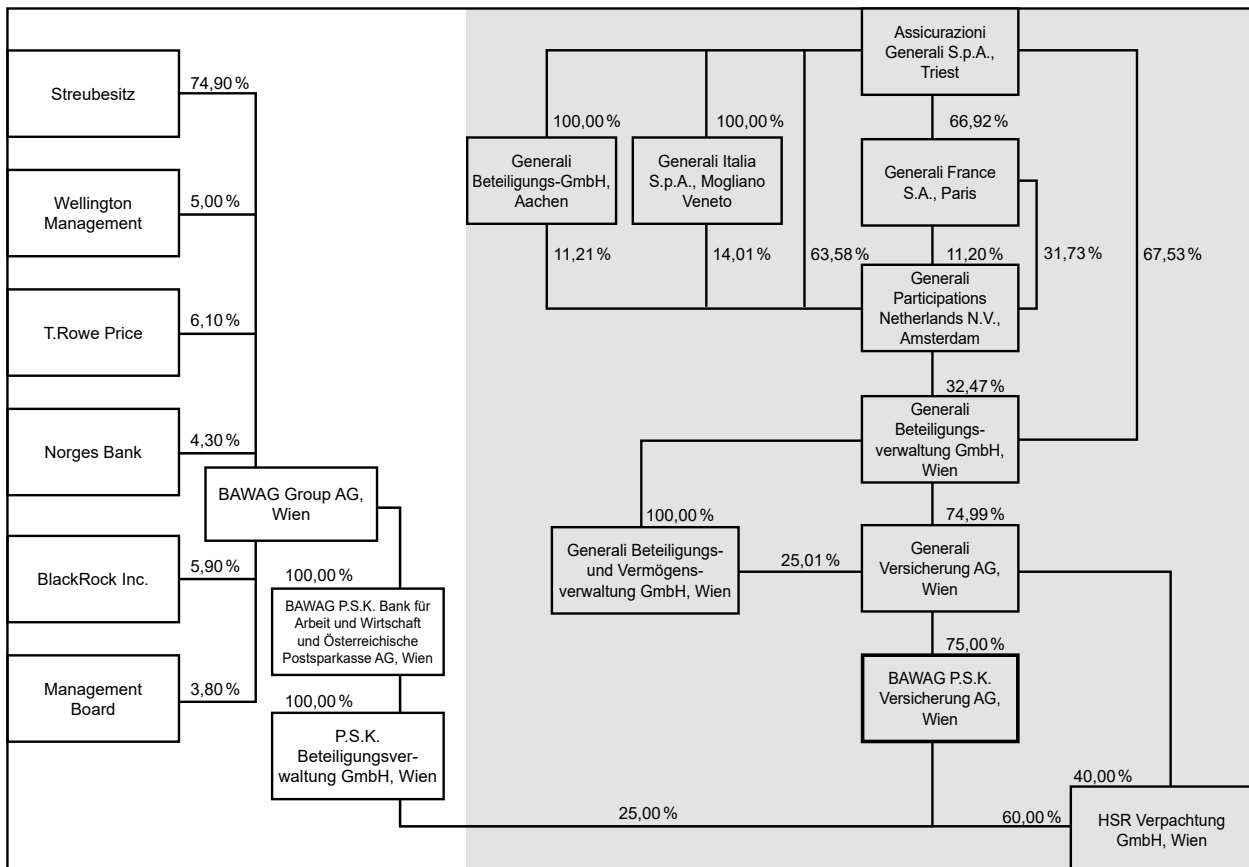 Streubesitz
74,90 %
Wellington
Management
5,00 %
T.Rowe Price
6,10 %
Norges Bank
4,30 %
BlackRock Inc.
5,90 %
Management
Board
3,80 %
BAWAG Group AG,
Wien
100,00 %
BAWAG P.S.K. Bank für
Arbeit und Wirtschaft
und Österreichische
Postsparkasse AG, Wien
100,00 %
P.S.K.
Beteiligungsver-
waltung GmbH, Wien
25,00 %
Assicurazioni
Generali S.p.A.,
Triest
100,00 %
100,00 %
66,92 %
Generali
Beteiligungs-GmbH,
Aachen
Generali Italia
S.p.A., Mogliano
Veneto
Generali France
S.A., Paris
11,21 %
14,01 %
63,58 %
11,20 %
31,73 %
67,53 %
Generali
Participations
Netherlands N.V.,
Amsterdam
32,47 %
Generali
Beteiligungs-
verwaltung GmbH,
Wien
100,00 %
74,99 %
Generali Beteiligungs-
und Vermögens-
verwaltung GmbH, Wien
25,01 %
Generali
Versicherung AG,
Wien
75,00 %
BAWAG P.S.K.
Versicherung AG,
Wien
40,00 %
60,00 %
HSR Verpachtung
GmbH, Wien